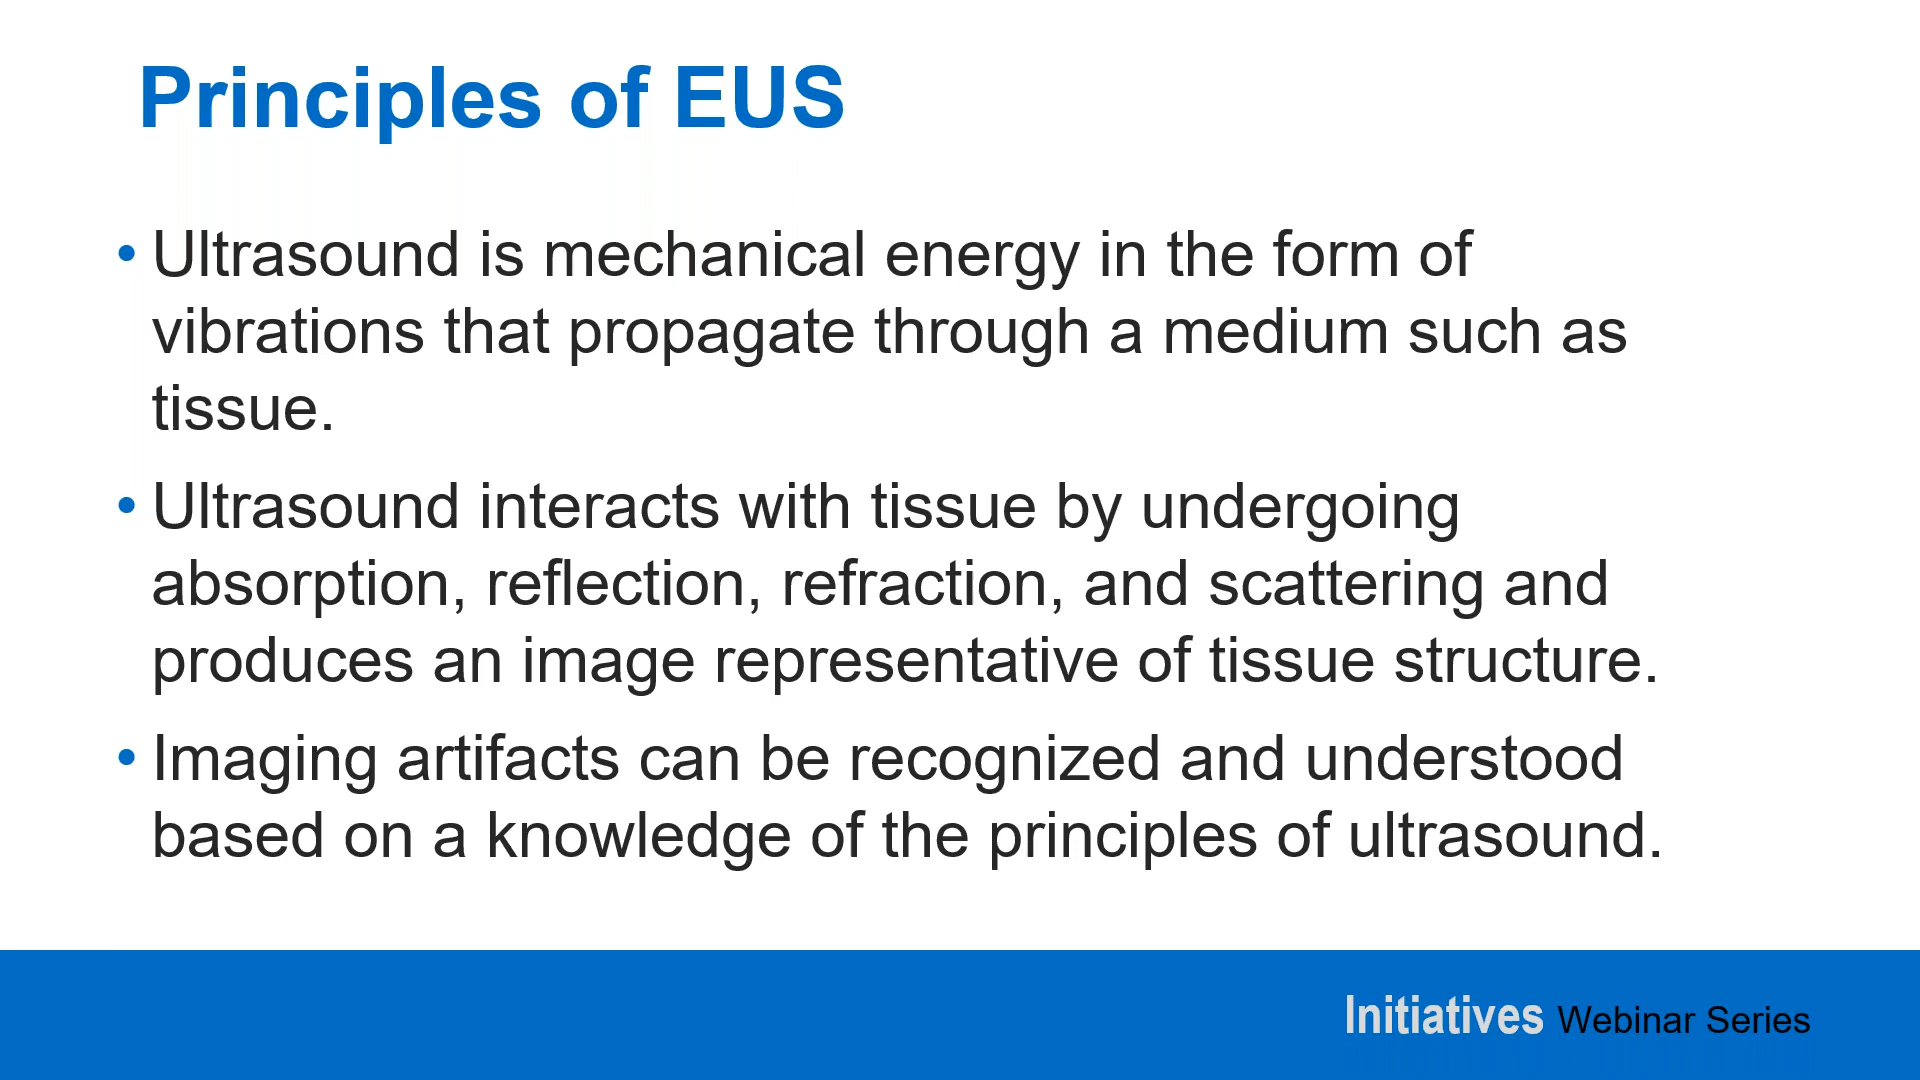 Principles of EUS
• Ultrasound is mechanical energy in the form of
vibrations that propagate through a medium such as
tissue.
• Ultrasound interacts with tissue by undergoing
absorption, reflection, refraction, and scattering and
produces an image representative of tissue structure.
• Imaging artifacts can be recognized and understood
based on a knowledge of the principles of ultrasound.
Initiatives Webinar Series